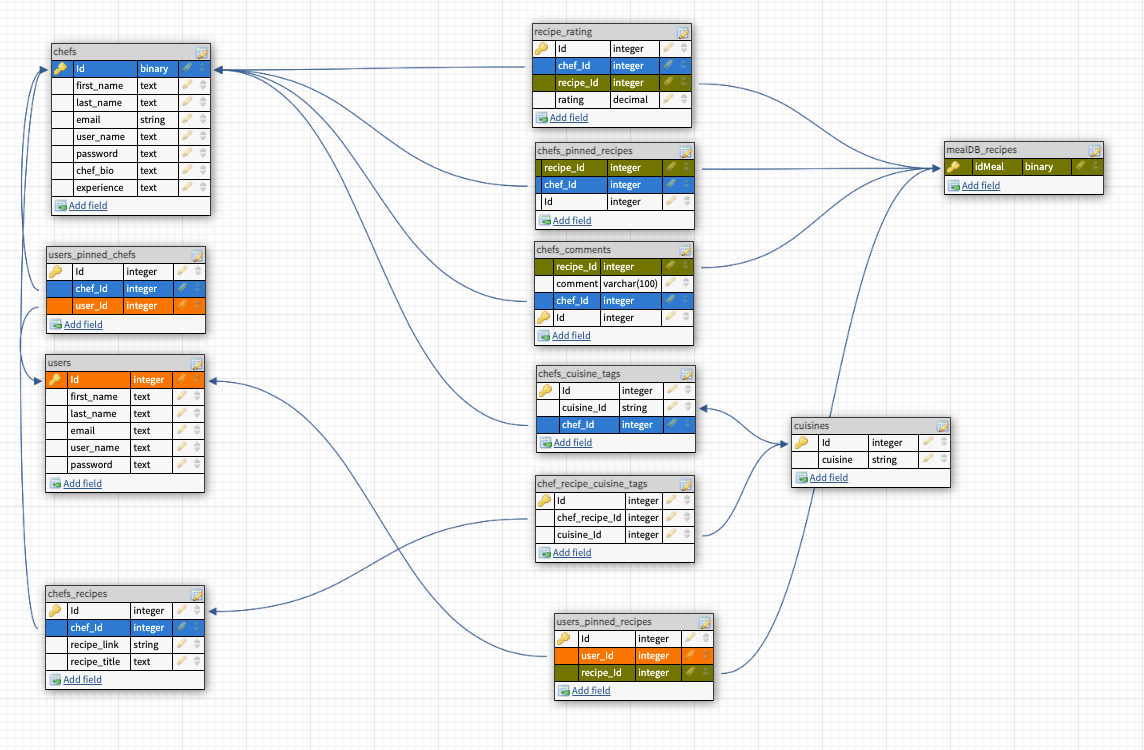 chefs
Id binary
first_name text
last_name text
email string
user_name text
password text
chef_bio text
experience text
Add field
users_pinned_chefs
Id integer
chef_Id integer
user_Id integer
Add field
users
Id integer
first_name text
last_name text
email text
user_name text
password text
Add field
chefs_recipes
Id integer
chef_Id integer
recipe_link string
recipe_title text
Add field
recipe_rating
Id integer
chef_Id integer
recipe_Id integer
rating decimal
Add field
chefs_pinned_recipes
recipe_Id integer
chef_Id integer
Id integer
Add field
chefs_comments
recipe_Id integer
comment varchar(100)
chef_Id integer
Id integer
Add field
chefs_cuisine_tags
Id integer
cuisine_Id string
chef_Id integer
Add field
chef_recipe_cuisine_tags
Id integer
chef_recipe_Id integer
cuisine_Id integer
Add field
users_pinned_recipes
Id integer
user_Id integer
recipe_Id integer
Add field
cuisines
Id integer
cuisine string
Add field
mealDB_recipes
idMeal binary
Add field